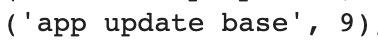 ('app update base', 9)